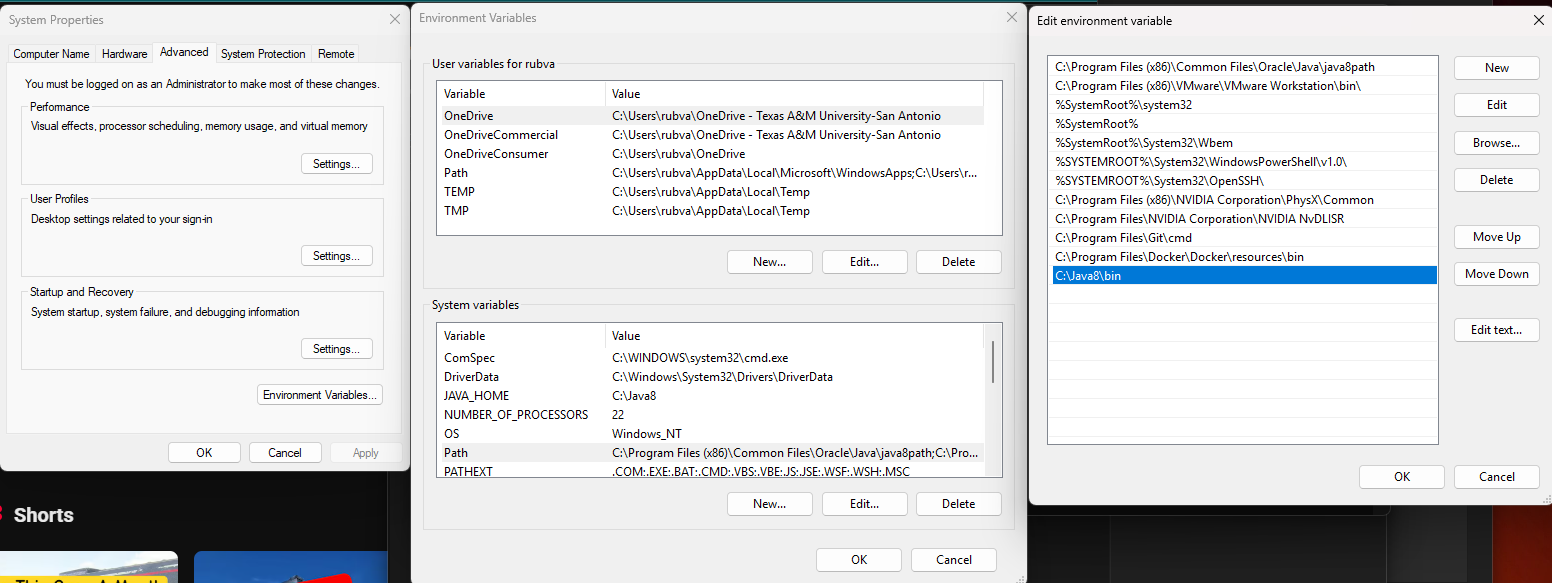 System Properties
Computer Name Hardware Advanced System Protection Remote
You must be logged on as an Administrator to make most of these changes.
Performance
Visual effects, processor scheduling, memory usage, and virtual memory
Settings...
User Profiles
Desktop settings related to your sign-in
Settings...
Startup and Recovery
System startup, system failure, and debugging information
Settings...
Environment Variables...
OK Cancel Apply
Shorts
Environment Variables
User variables for rubva
Variable Value
OneDrive C:\Users\rubva\OneDrive - Texas A&M University-San Antonio
OneDriveCommercial C:\Users\rubva\OneDrive - Texas A&M University-San Antonio
OneDriveConsumer C:\Users\rubva\OneDrive
Path C:\Users\rubva\AppData\Local\Microsoft\WindowsApps;C:\Users\r...
TEMP C:\Users\rubva\AppData\Local\Temp
TMP C:\Users\rubva\AppData\Local\Temp
New... Edit... Delete
System variables
Variable Value
ComSpec C:\WINDOWS\system32\cmd.exe
DriverData C:\Windows\System32\Drivers\DriverData
JAVA_HOME C:\Java8
NUMBER_OF_PROCESSORS 22
OS Windows_NT
Path C:\Program Files (x86)\Common Files\Oracle\Java\java8path;C:\Pro...
PATHEXT .COM;.EXE;.BAT;.CMD;.VBS;.VBE;.JS;.JSE;.WSF;.WSH;.MSC
New... Edit... Delete
OK Cancel
Edit environment variable
C:\Program Files (x86)\Common Files\Oracle\Java\java8path
C:\Program Files (x86)\VMware\VMware Workstation\bin\
%SystemRoot%\system32
%SystemRoot%
%SystemRoot%\System32\Wbem
%SYSTEMROOT%\System32\WindowsPowerShell\v1.0\
%SYSTEMROOT%\System32\OpenSSH\
C:\Program Files (x86)\NVIDIA Corporation\PhysX\Common
C:\Program Files\NVIDIA Corporation\NVIDIA NvDLISR
C:\Program Files\Git\cmd
C:\Program Files\Docker\Docker\resources\bin
C:\Java8\bin
New
Edit
Browse...
Delete
Move Up
Move Down
Edit text...
OK Cancel